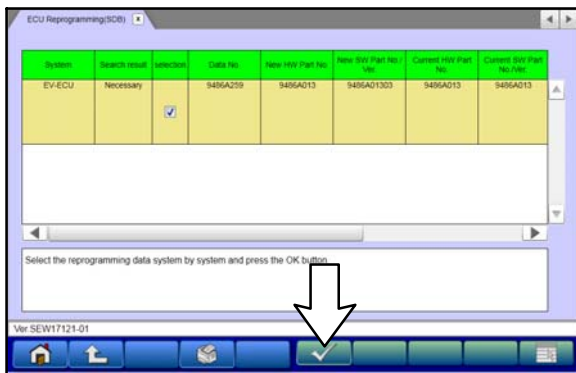 ECU Reprogramming(SDB) x
System Search result selection Data No. New HW Part No New SW Part No./ Ver. Current HW Part No. Current SW Part No./Ver.
EV-ECU Necessary 9486A259 9486A013 9486A01303 9486A013 9486A013
Select the reprogramming data system by system and press the OK button
Ver.SEW17121-01